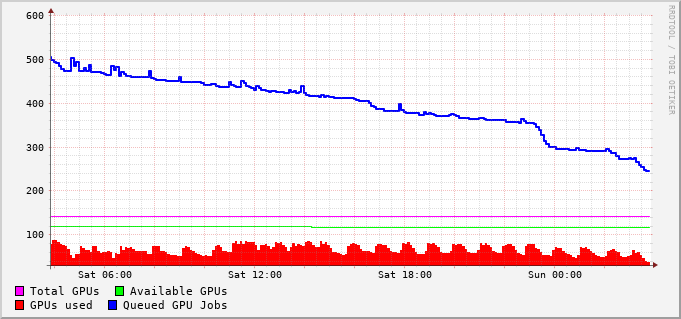 600
500
400
300
200
100
Sat 06:00 Sat 12:00 Sat 18:00 Sun 00:00
Total GPUs Available GPUs
GPUs used Queued GPU Jobs
RRDTOOL / TOBI OETIKER